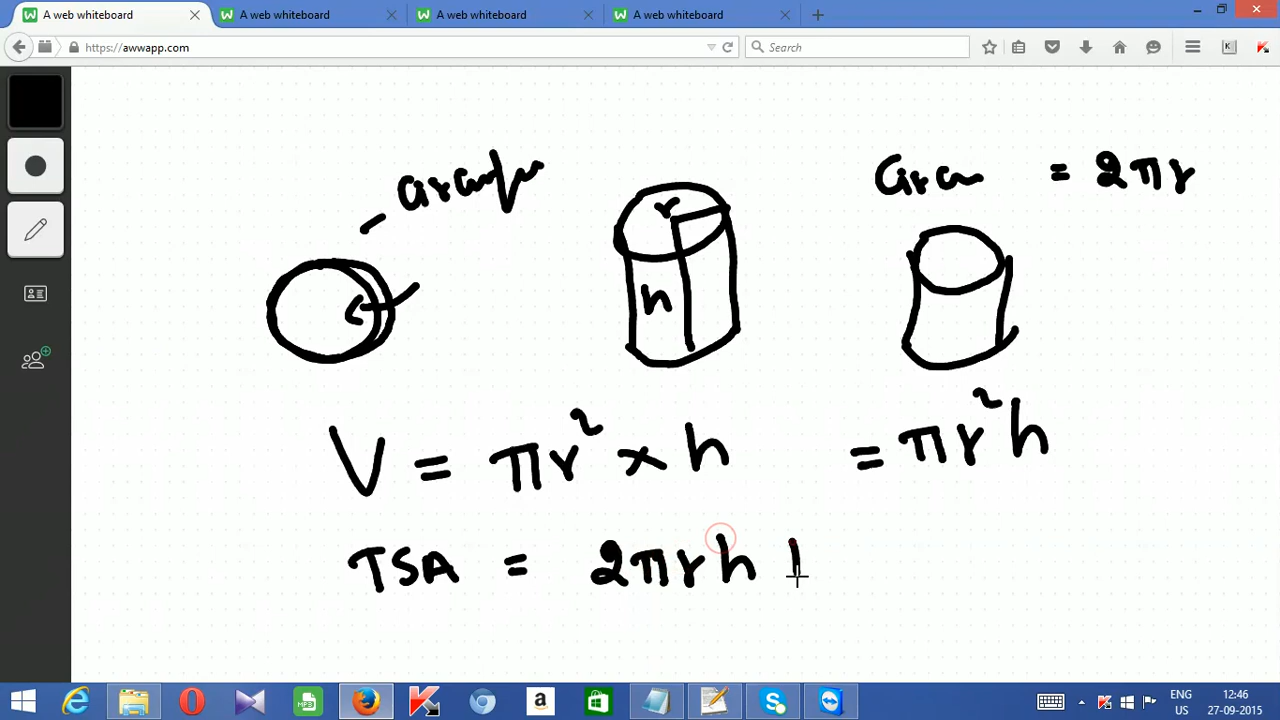 A web whiteboard
A web whiteboard
A web whiteboard
A web whiteboard
https://awwapp.com
Search
K
area = 2πr
r
h
V = πr² × h = πr²h
TSA = 2πrh
MP3
a
S
ENG
US
12:46
27-09-2015